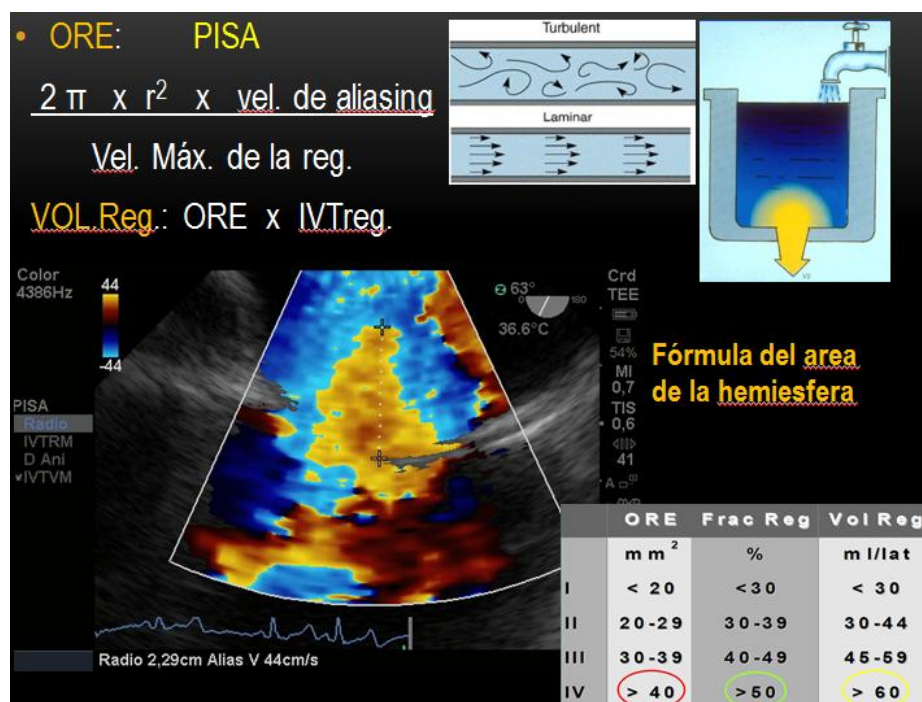 • ORE: PISA
2 π x r² x vel. de aliasing
Vel. Máx. de la reg.
VOL.Reg.: ORE x IVTreg.
Turbulent
Laminar
V2
Color
4386Hz
44
-44
63°
0
180
36.6°C
Crd
TEE
54%
MI
0,7
TIS
0,6
41
A
PISA
Radio
IVTRM
D Ani
✔IVTVM
Fórmula del area
de la hemiesfera
Radio 2,29cm Alias V 44cm/s
ORE Frac Reg Vol Reg
mm² % ml/lat
I < 20 <30 < 30
II 20-29 30-39 30-44
III 30-39 40-49 45-59
IV > 40 >50 > 60